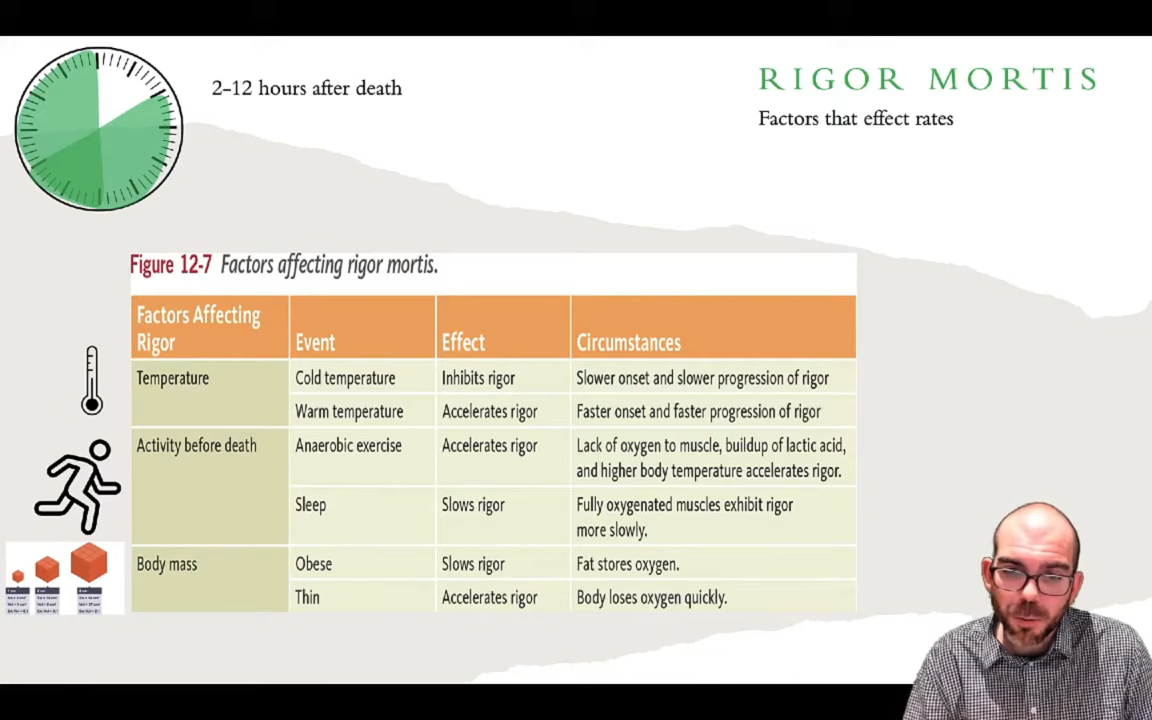 2–12 hours after death
RIGOR MORTIS
Factors that effect rates
Figure 12-7 Factors affecting rigor mortis.
Factors Affecting
Rigor
Event
Effect
Circumstances
Temperature
Cold temperature
Inhibits rigor
Slower onset and slower progression of rigor
Warm temperature
Accelerates rigor
Faster onset and faster progression of rigor
Activity before death
Anaerobic exercise
Accelerates rigor
Lack of oxygen to muscle, buildup of lactic acid,
and higher body temperature accelerates rigor.
Sleep
Slows rigor
Fully oxygenated muscles exhibit rigor
more slowly.
Body mass
Obese
Slows rigor
Fat stores oxygen.
Thin
Accelerates rigor
Body loses oxygen quickly.